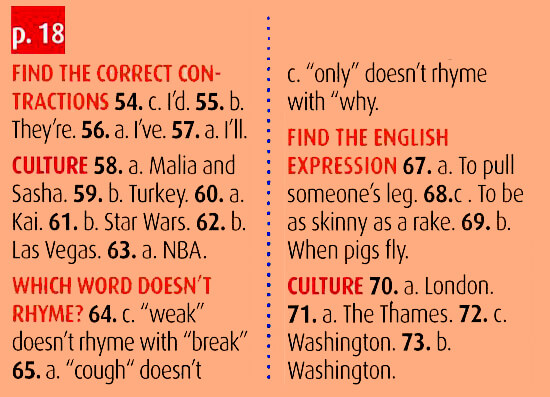 p. 18
FIND THE CORRECT CON-
TRACTIONS 54. c. I'd. 55. b.
They're. 56. a. I've. 57. a. I'll.
CULTURE 58. a. Malia and
Sasha. 59. b. Turkey. 60. a.
Kai. 61. b. Star Wars. 62. b.
Las Vegas. 63. a. NBA.
WHICH WORD DOESN'T
RHYME? 64. c. "weak"
doesn't rhyme with "break"
65. a. "cough" doesn't
c. "only" doesn't rhyme
with "why.
FIND THE ENGLISH
EXPRESSION 67. a. To pull
someone's leg. 68.c . To be
as skinny as a rake. 69. b.
When pigs fly.
CULTURE 70. a. London.
71. a. The Thames. 72. c.
Washington. 73. b.
Washington.